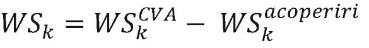 WS_k = WS_k^{CVA} − WS_k^{acoperiri}